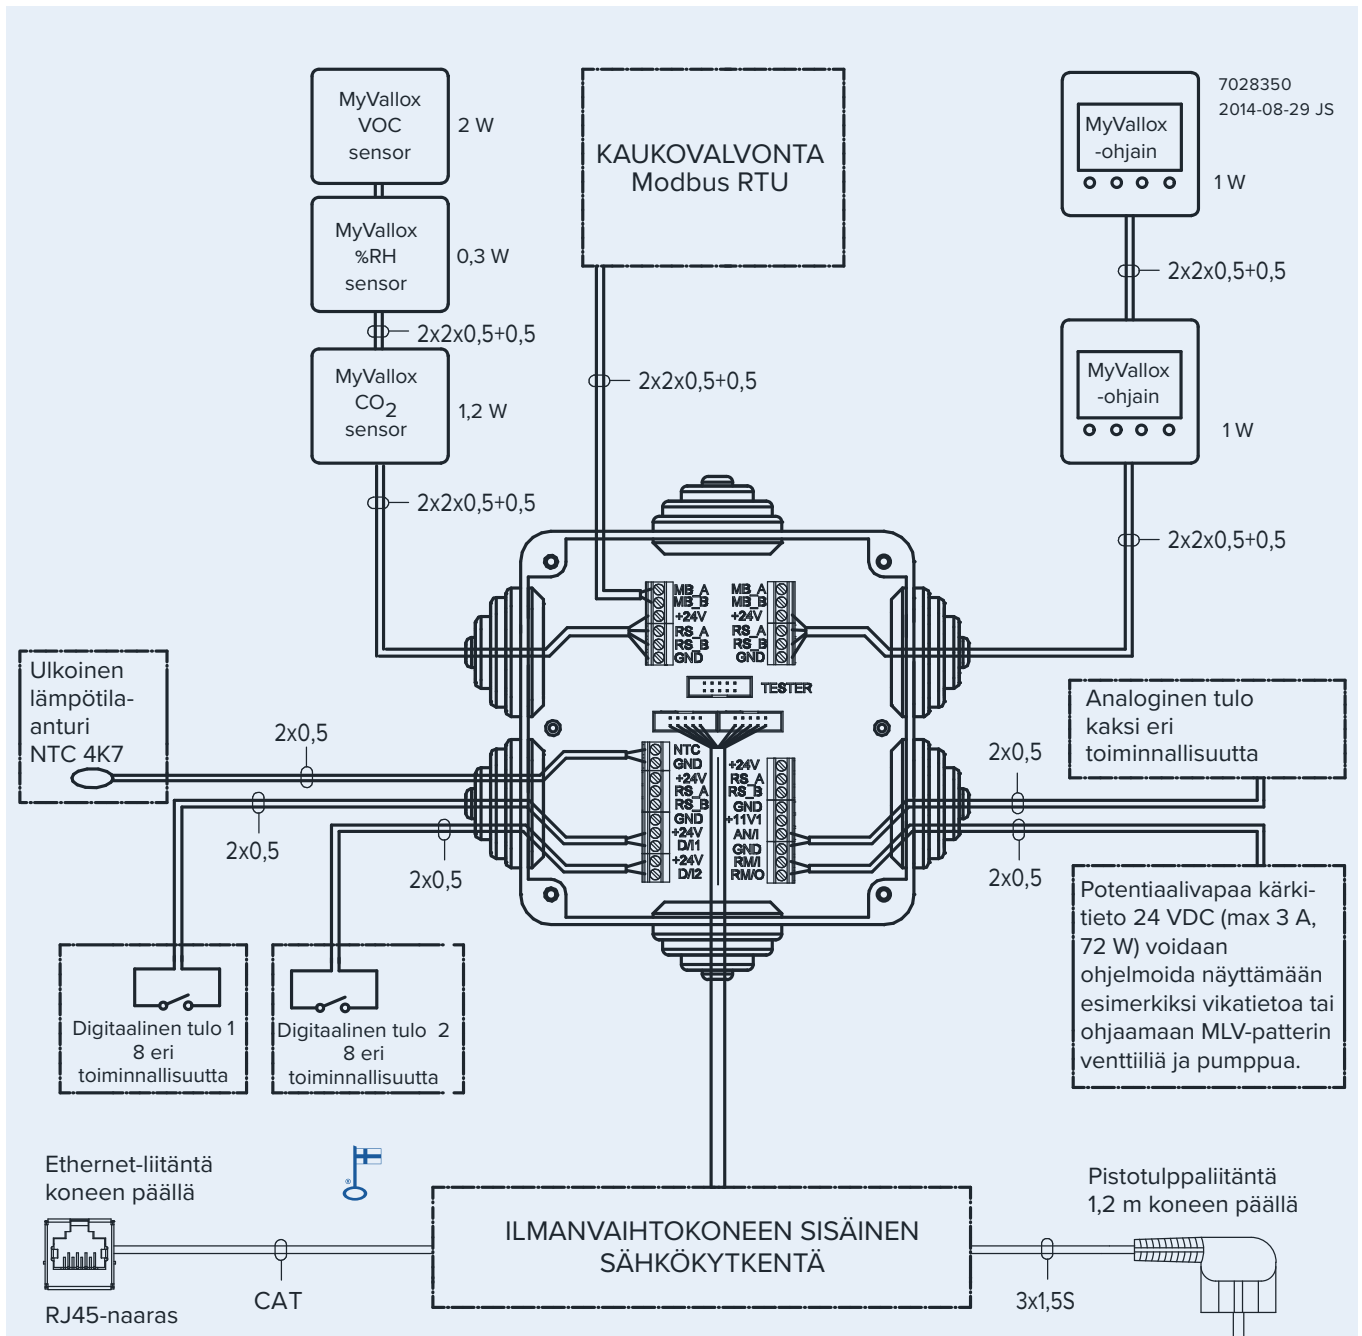 MyVallox
VOC
sensor
2 W
MyVallox
%RH
sensor
0,3 W
2x2x0,5+0,5
MyVallox
CO2
sensor
1,2 W
2x2x0,5+0,5
KAUKOVALVONTA
Modbus RTU
2x2x0,5+0,5
7028350
2014-08-29 JS
MyVallox
-ohjain
1 W
2x2x0,5+0,5
MyVallox
-ohjain
1 W
2x2x0,5+0,5
MB_A
MB_B
+24V
RS_A
RS_B
GND
MB_A
MB_B
+24V
RS_A
RS_B
GND
TESTER
NTC
GND
+24V
RS_A
RS_B
GND
+24V
D/I1
+24V
D/I2
+24V
RS_A
RS_B
GND
+11V1
AN/I
GND
RM/I
RM/O
Ulkoinen
lämpötila-
anturi
NTC 4K7
2x0,5
2x0,5
2x0,5
Digitaalinen tulo 1
8 eri
toiminnallisuutta
Digitaalinen tulo 2
8 eri
toiminnallisuutta
Analoginen tulo
kaksi eri
toiminnallisuutta
2x0,5
2x0,5
Potentiaalivapaa kärki-
tieto 24 VDC (max 3 A,
72 W) voidaan
ohjelmoida näyttämään
esimerkiksi vikatietoa tai
ohjaamaan MLV-patterin
venttiiliä ja pumppua.
Ethernet-liitäntä
koneen päällä
RJ45-naaras
CAT
®
ILMANVAIHTOKONEEN SISÄINEN
SÄHKÖKYTKENTÄ
3x1,5S
Pistotulppaliitäntä
1,2 m koneen päällä